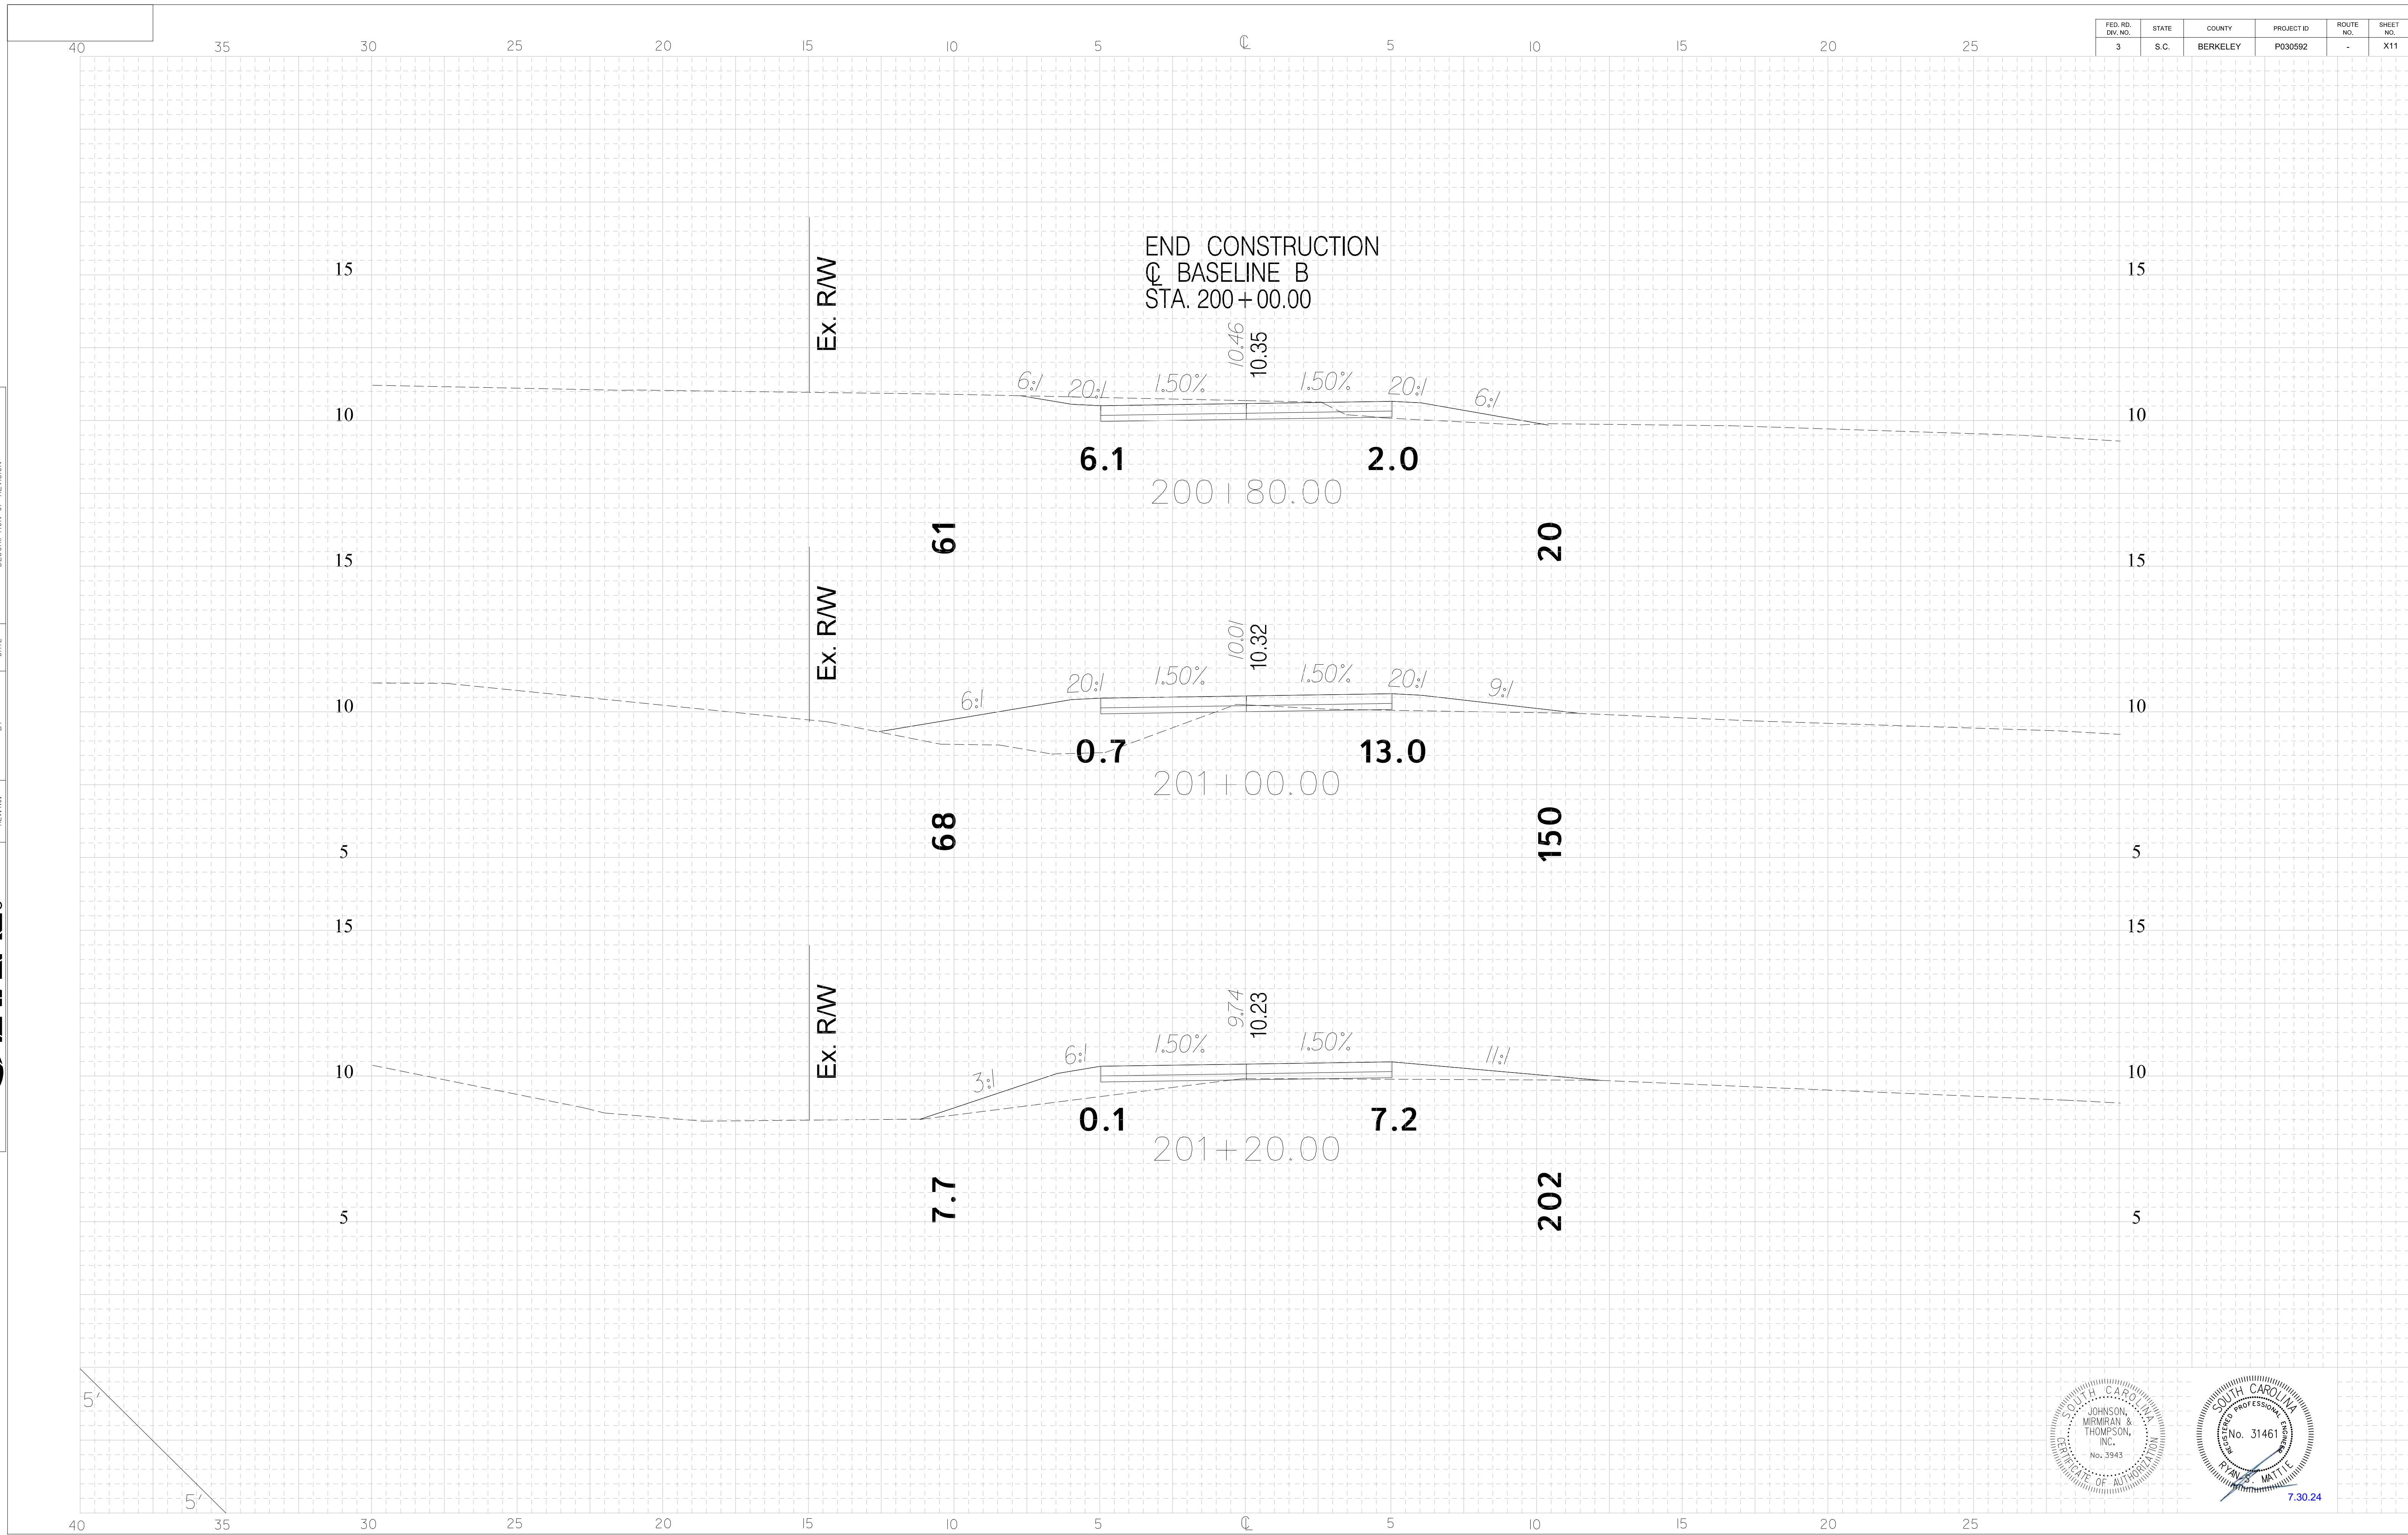 FED. RD. DIV. NO. STATE COUNTY PROJECT ID ROUTE NO. SHEET NO.
3 S.C. BERKELEY P030592 - X11
40 35 30 25 20 15 10 5 ℄ 5 10 15 20 25
END CONSTRUCTION
℄ BASELINE B
STA. 200+00.00
15 15
Ex. R/W
10.46
10.35
6:1 20:1 1.50% 1.50% 20:1 6:1
10 10
6.1 2.0
200+80.00
61 20
15 15
Ex. R/W
10.01
10.32
6:1 20:1 1.50% 1.50% 20:1 9:1
10 10
0.7 13.0
201+00.00
68 150
5 5
15 15
Ex. R/W
9.74
10.23
3:1 6:1 1.50% 1.50% 11:1
10 10
0.1 7.2
201+20.00
7.7 202
5 5
5'
5'
SOUTH CAROLINA
JOHNSON,
MIRMIRAN &
THOMPSON,
INC.
No. 3943
CERTIFICATE OF AUTHORIZATION
SOUTH CAROLINA
REGISTERED PROFESSIONAL ENGINEER
No. 31461
RYAN S. MATTIE
7.30.24
40 35 30 25 20 15 10 5 ℄ 5 10 15 20 25